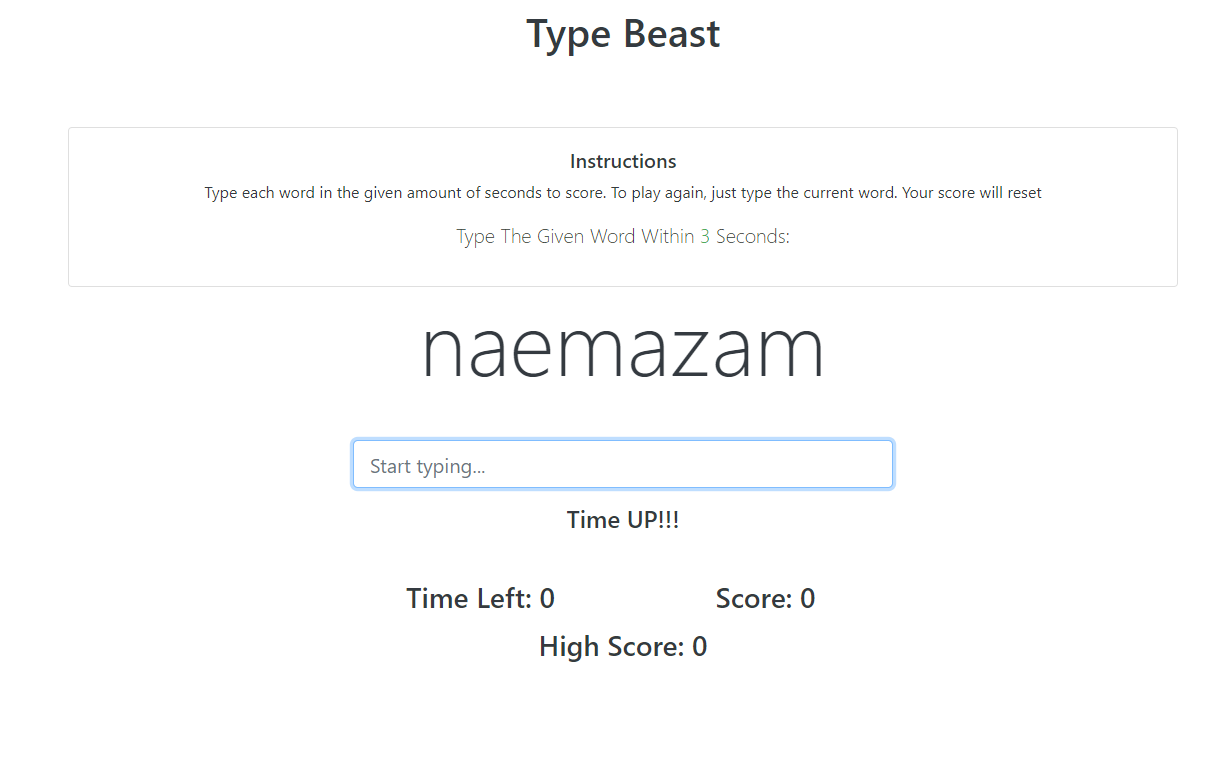 Type Beast
Instructions
Type each word in the given amount of seconds to score. To play again, just type the current word. Your score will reset
Type The Given Word Within 3 Seconds:
naemazam
Start typing...
Time UP!!!
Time Left: 0 Score: 0
High Score: 0